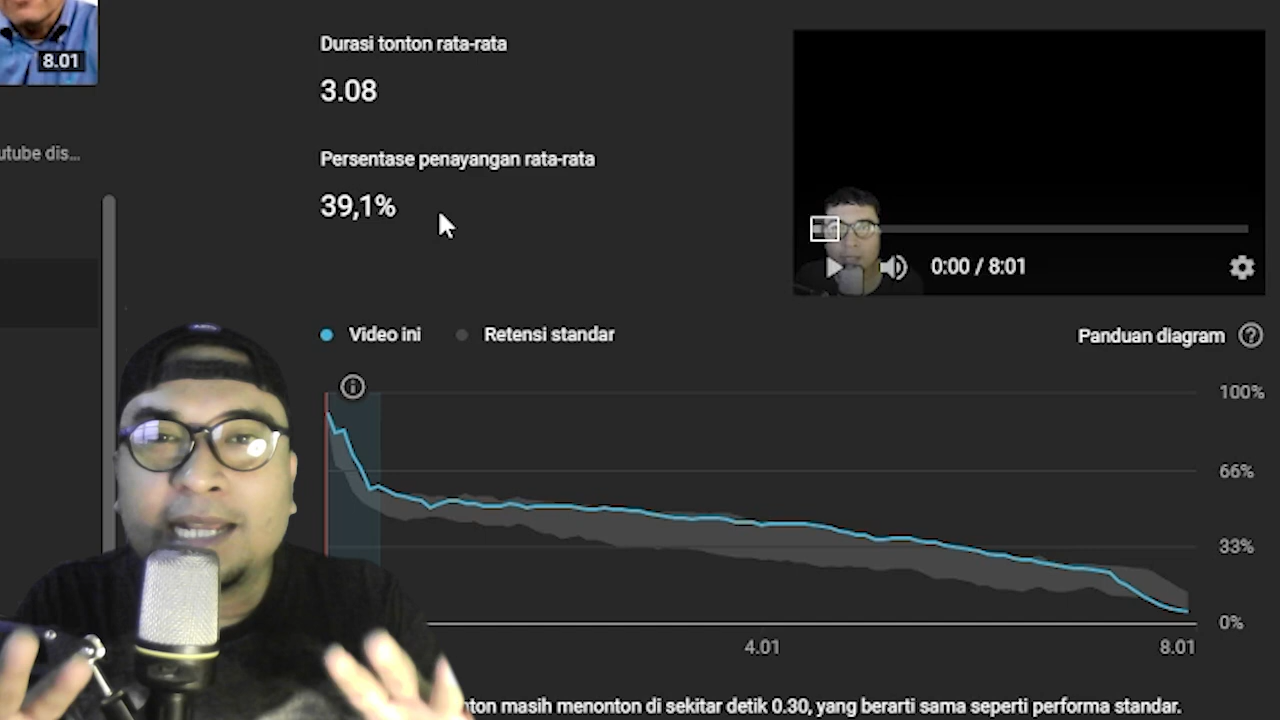 8.01
utube dis...
Durasi tonton rata-rata
3.08
Persentase penayangan rata-rata
39,1%
0:00 / 8:01
Video ini
Retensi standar
Panduan diagram
100%
66%
33%
0%
4.01
8.01
nton masih menonton di sekitar detik 0.30, yang berarti sama seperti performa standar.